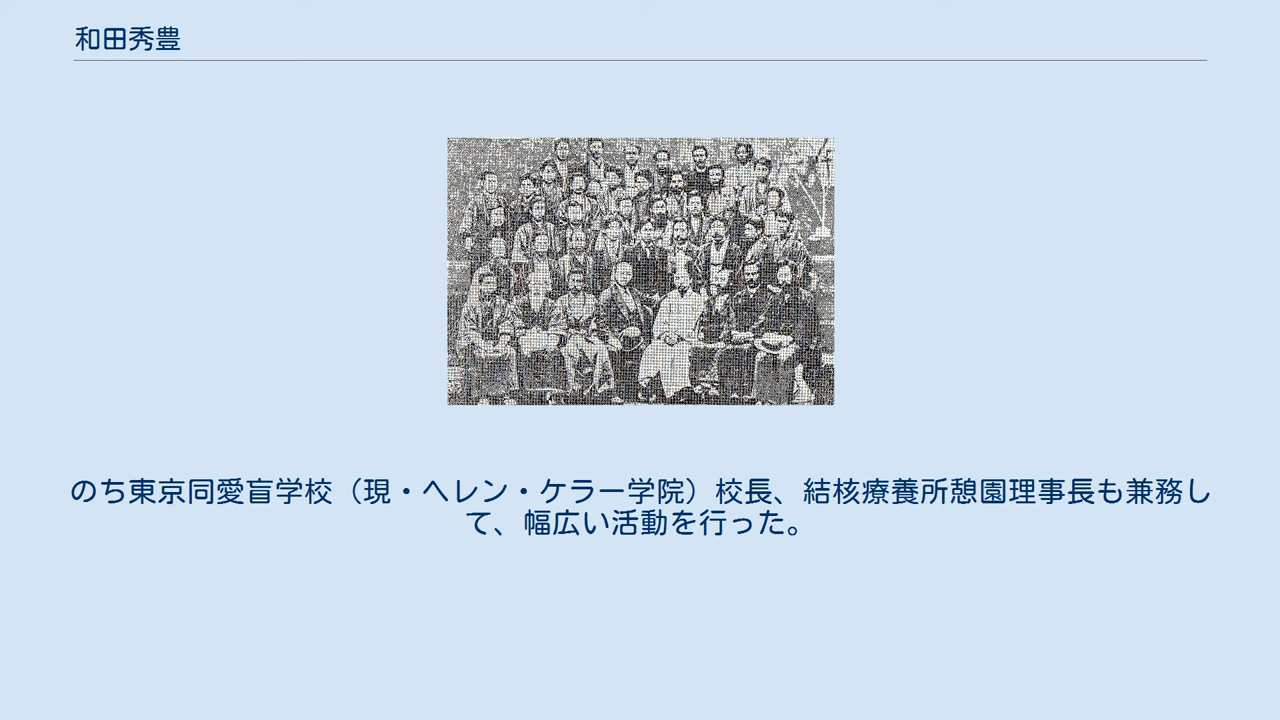 和田秀豊
のち東京同愛盲学校（現・ヘレン・ケラー学院）校長、結核療養所憩園理事長も兼務し
て、幅広い活動を行った。